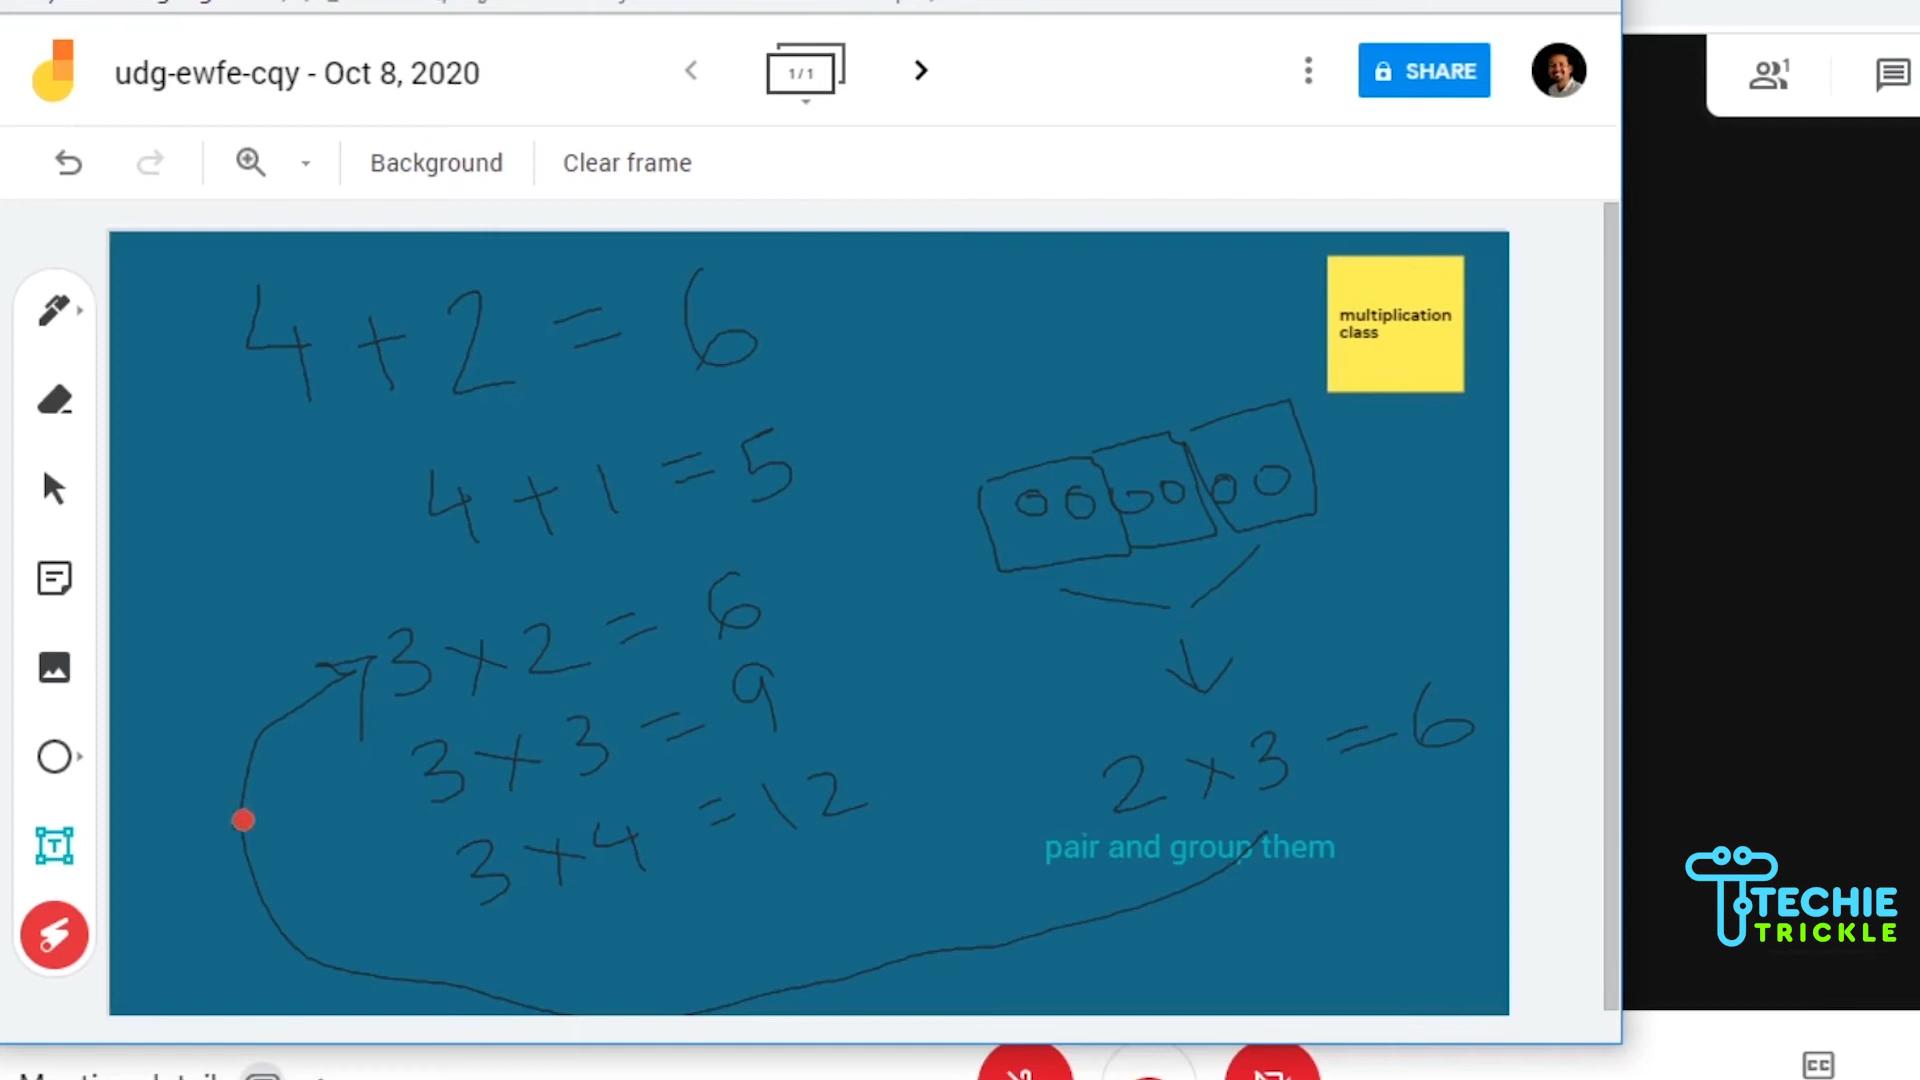 udg-ewfe-cqy - Oct 8, 2020
1/1
SHARE
1
Background
Clear frame
4+2=6
multiplication
class
4+1=5
3×2=6
3×3=9
3×4=12
2×3=6
pair and group them
TECHIE
TRICKLE
CC